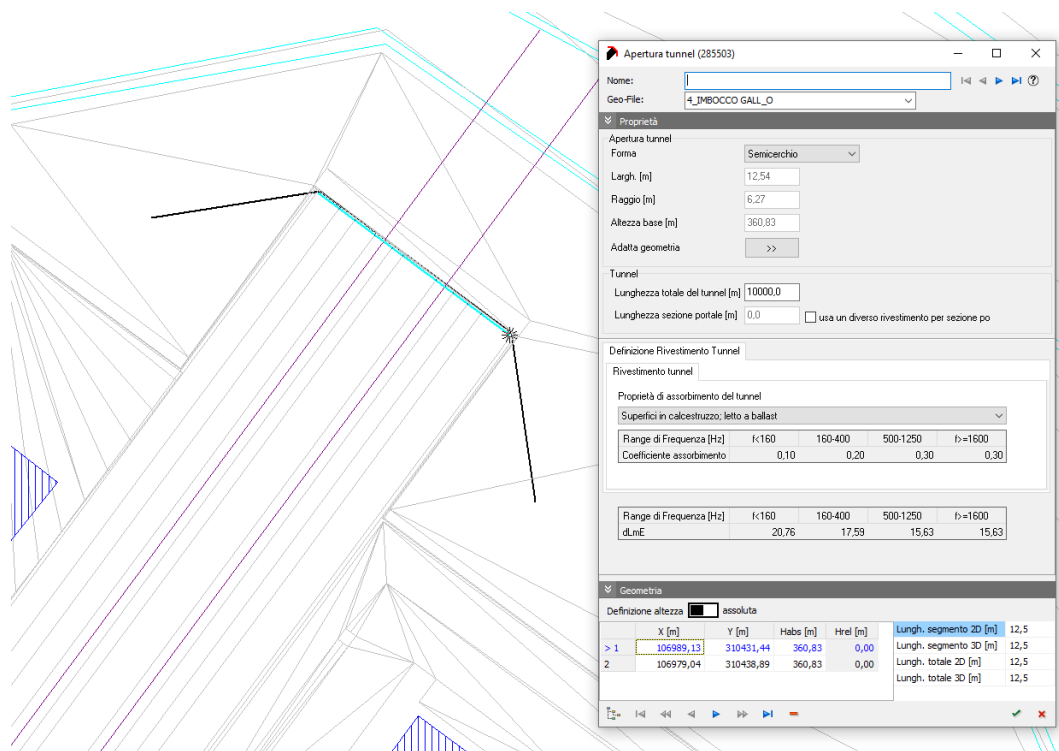 Apertura tunnel (285503)
Nome:
Geo-File: 4_IMBOCCO GALL_O
Proprietà
Apertura tunnel
Forma Semicerchio
Largh. [m] 12,54
Raggio [m] 6,27
Altezza base [m] 360,83
Adatta geometria >>
Tunnel
Lunghezza totale del tunnel [m] 10000,0
Lunghezza sezione portale [m] 0,0 usa un diverso rivestimento per sezione po
Definizione Rivestimento Tunnel
Rivestimento tunnel
Proprietà di assorbimento del tunnel
Superfici in calcestruzzo; letto a ballast
Range di Frequenza [Hz] f<160 160-400 500-1250 f>=1600
Coefficiente assorbimento 0,10 0,20 0,30 0,30
Range di Frequenza [Hz] f<160 160-400 500-1250 f>=1600
dLmE 20,76 17,59 15,63 15,63
Geometria
Definizione altezza assoluta
X [m] Y [m] Habs [m] Hrel [m]
> 1 106989,13 310431,44 360,83 0,00
2 106979,04 310438,89 360,83 0,00
Lungh. segmento 2D [m] 12,5
Lungh. segmento 3D [m] 12,5
Lungh. totale 2D [m] 12,5
Lungh. totale 3D [m] 12,5